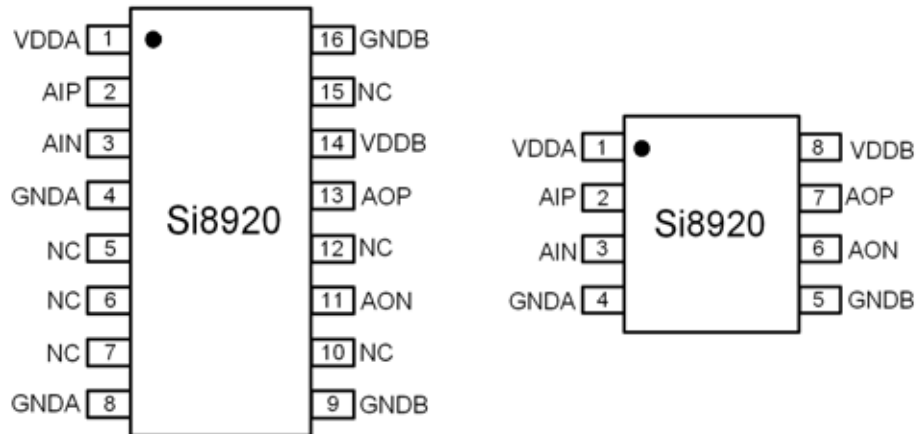 VDDA 1 16 GNDB
AIP 2 15 NC
AIN 3 14 VDDB
GNDA 4 13 AOP
Si8920
NC 5 12 NC
NC 6 11 AON
NC 7 10 NC
GNDA 8 9 GNDB
VDDA 1 8 VDDB
AIP 2 7 AOP
Si8920
AIN 3 6 AON
GNDA 4 5 GNDB